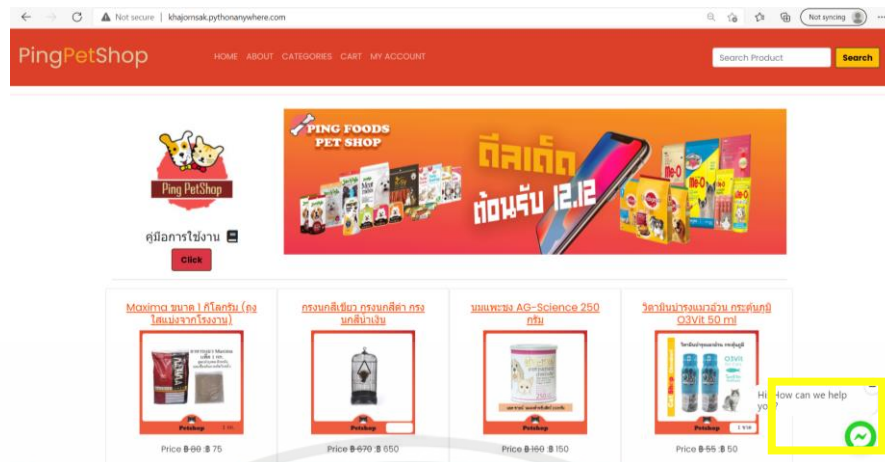 Not secure | khajornsak.pythonanywhere.com
Not syncing
PingPetShop HOME ABOUT CATEGORIES CART MY ACCOUNT Search Product Search
PING FOODS
PET SHOP
ดีลเด็ด
ต้อนรับ 12.12
Ping PetShop
คู่มือการใช้งาน
Click
Maxima ขนาด 1 กิโลกรัม (ถุง
ใสแบ่งจากโรงงาน)
กรงนกสีเขียว กรงนกสีดำ กรง
นกสีน้ำเงิน
นมแพะชง AG-Science 250
กรัม
วิตามินบำรุงแมวอ้วน กระตุ้นภูมิ
O3Vit 50 ml
Petshop
Petshop
Petshop
Petshop
Hi! How can we help
you?
Price ฿ 80 :฿ 75
Price ฿ 670 :฿ 650
Price ฿ 160 :฿ 150
Price ฿ 55 :฿ 50